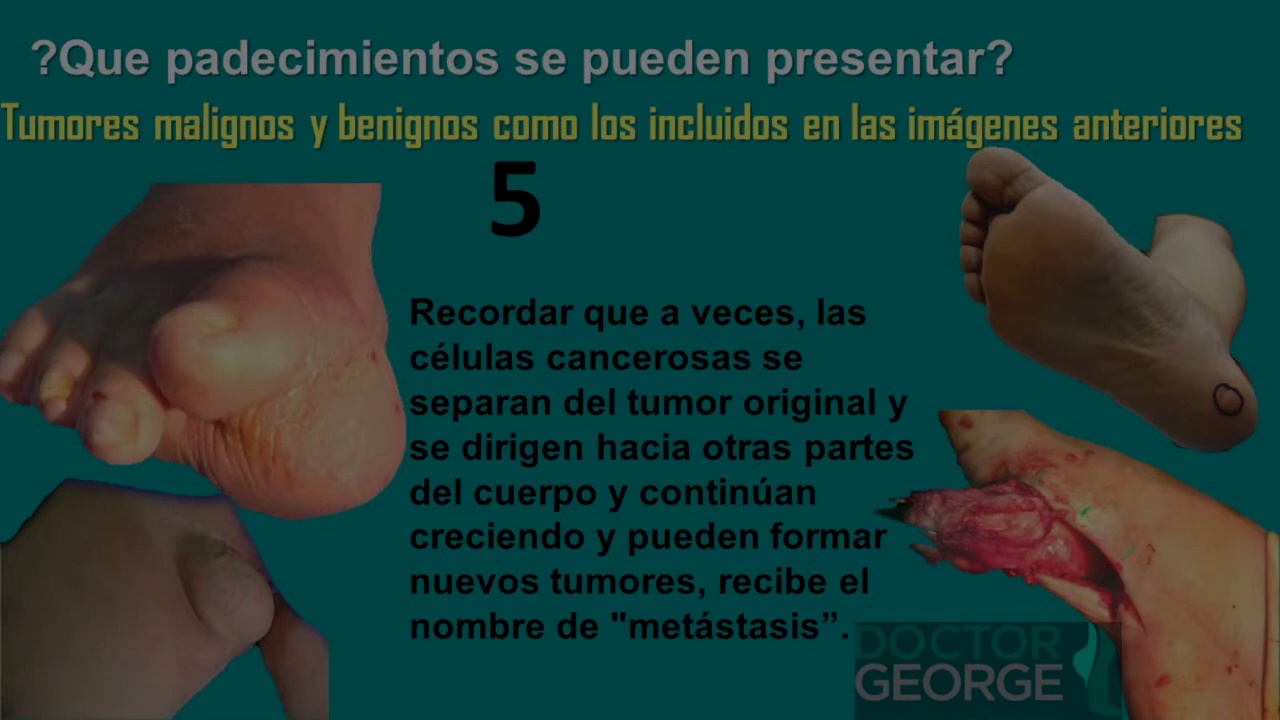 ?Que padecimientos se pueden presentar?
Tumores malignos y benignos como los incluidos en las imágenes anteriores
5
Recordar que a veces, las
células cancerosas se
separan del tumor original y
se dirigen hacia otras partes
del cuerpo y continúan
creciendo y pueden formar
nuevos tumores, recibe el
nombre de "metástasis”.
DOCTOR
GEORGE